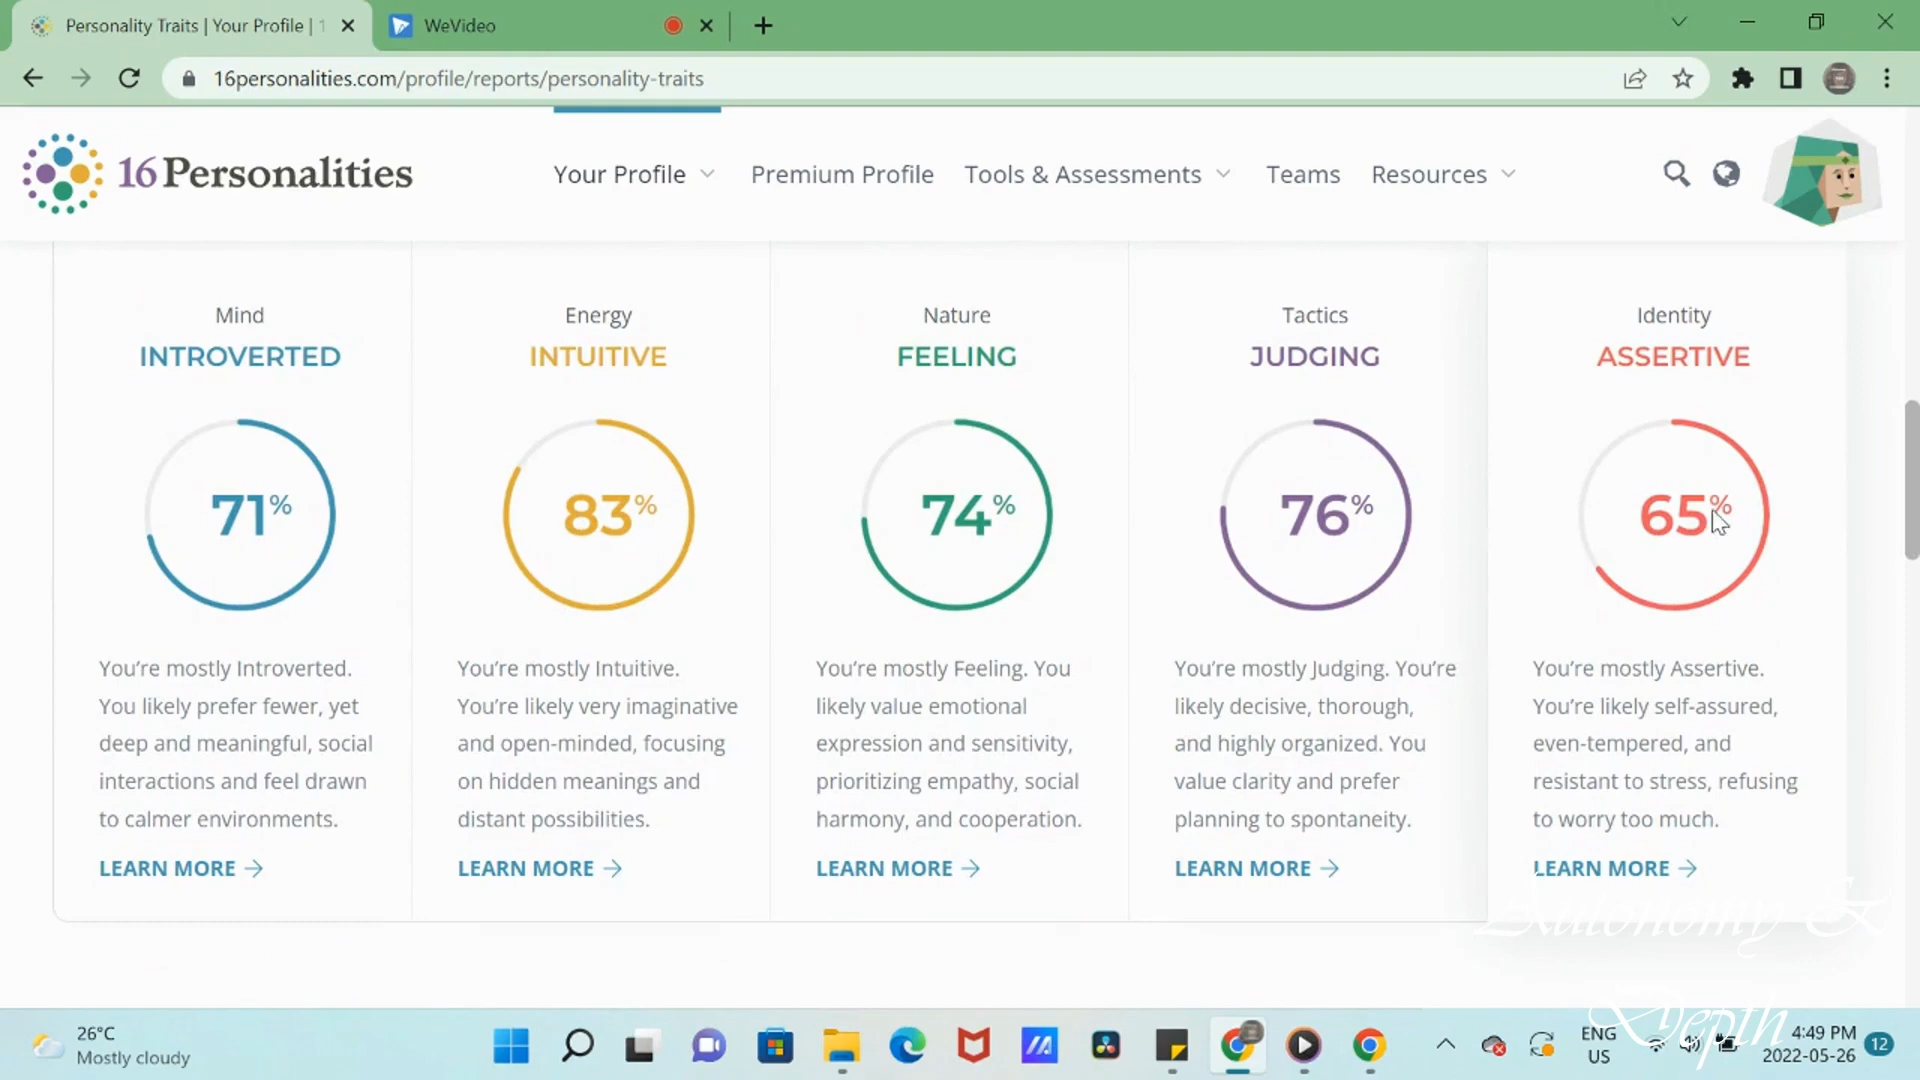 Personality Traits | Your Profile | 1
WeVideo
16personalities.com/profile/reports/personality-traits
16Personalities
Your Profile
Premium Profile
Tools & Assessments
Teams
Resources
Mind
INTROVERTED
71%
You're mostly Introverted.
You likely prefer fewer, yet
deep and meaningful, social
interactions and feel drawn
to calmer environments.
LEARN MORE →
Energy
INTUITIVE
83%
You're mostly Intuitive.
You're likely very imaginative
and open-minded, focusing
on hidden meanings and
distant possibilities.
LEARN MORE →
Nature
FEELING
74%
You're mostly Feeling. You
likely value emotional
expression and sensitivity,
prioritizing empathy, social
harmony, and cooperation.
LEARN MORE →
Tactics
JUDGING
76%
You're mostly Judging. You're
likely decisive, thorough,
and highly organized. You
value clarity and prefer
planning to spontaneity.
LEARN MORE →
Identity
ASSERTIVE
65%
You're mostly Assertive.
You're likely self-assured,
even-tempered, and
resistant to stress, refusing
to worry too much.
LEARN MORE →
Autonomy &
Depth
26°C
Mostly cloudy
ENG
US
4:49 PM
2022-05-26
12